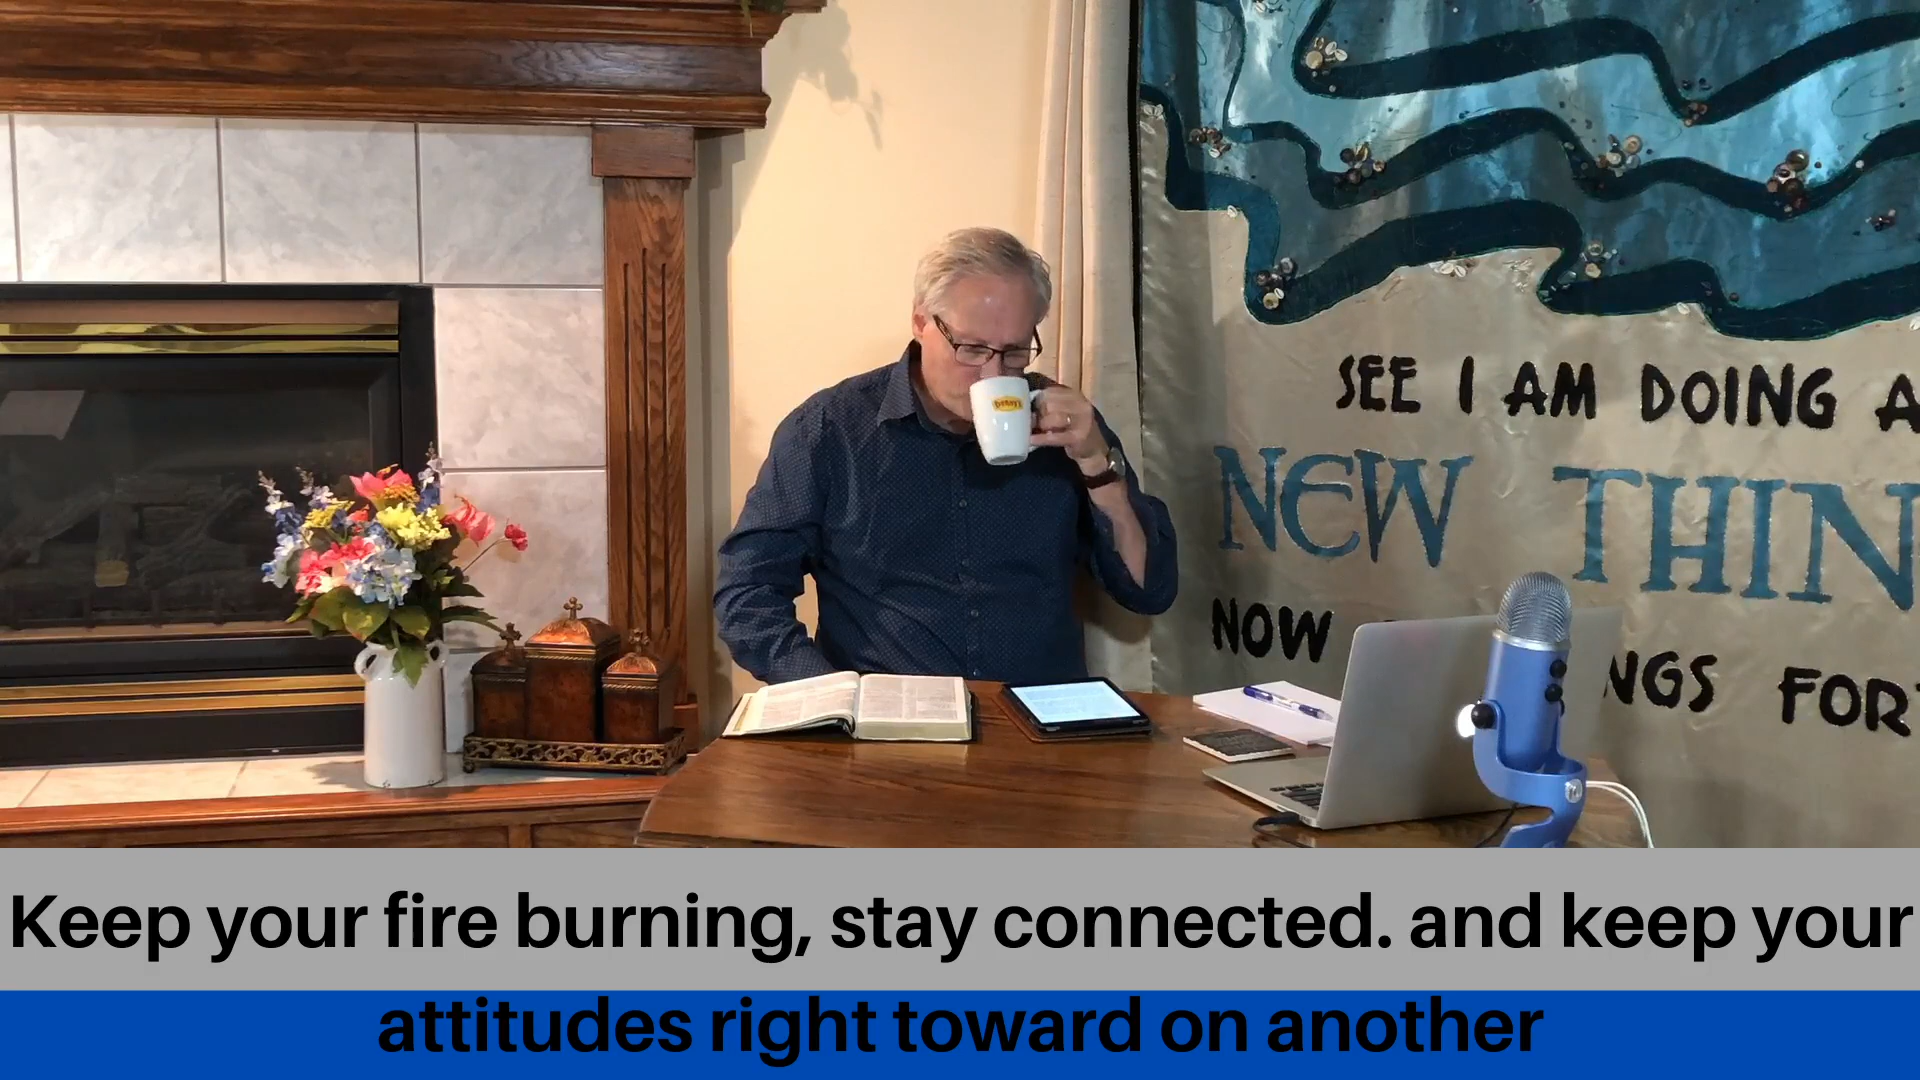 Denny's
SEE I AM DOING A
NEW THIN
NOW
NGS FOR
Keep your fire burning, stay connected. and keep your
attitudes right toward on another